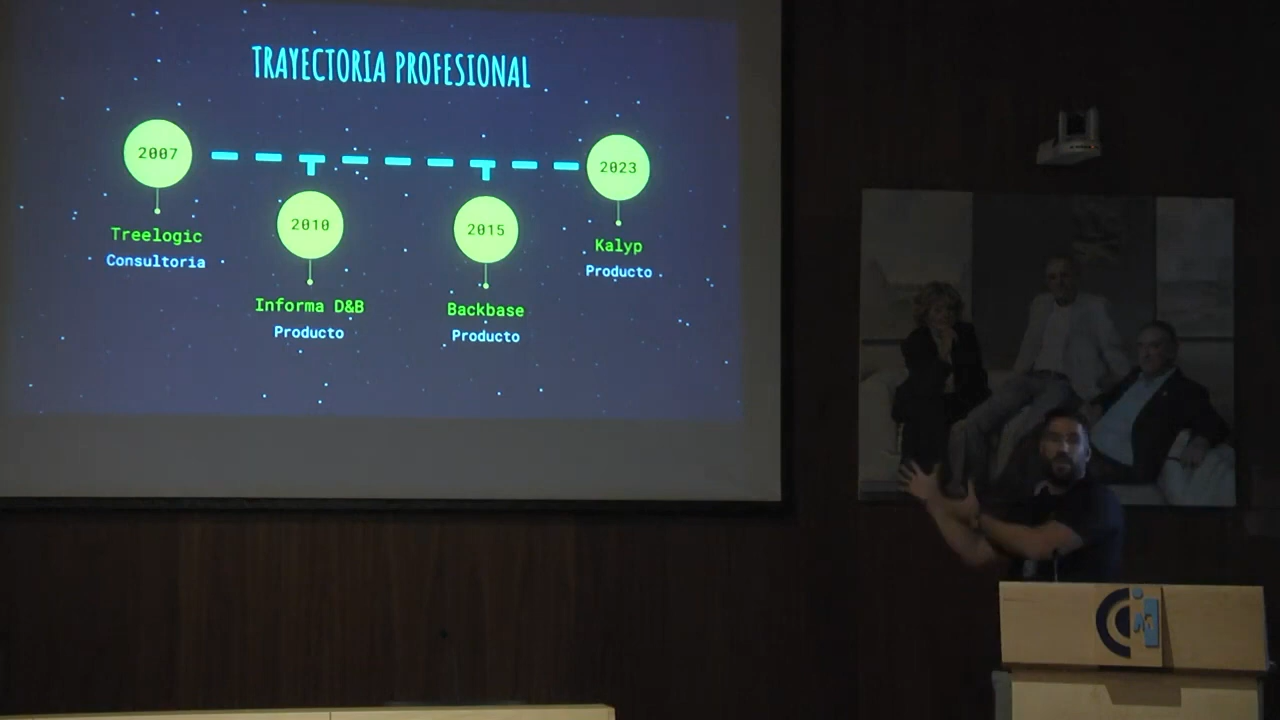 TRAYECTORIA PROFESIONAL
2007
Treelogic
Consultoria
2010
Informa D&B
Producto
2015
Backbase
Producto
2023
Kalyp
Producto